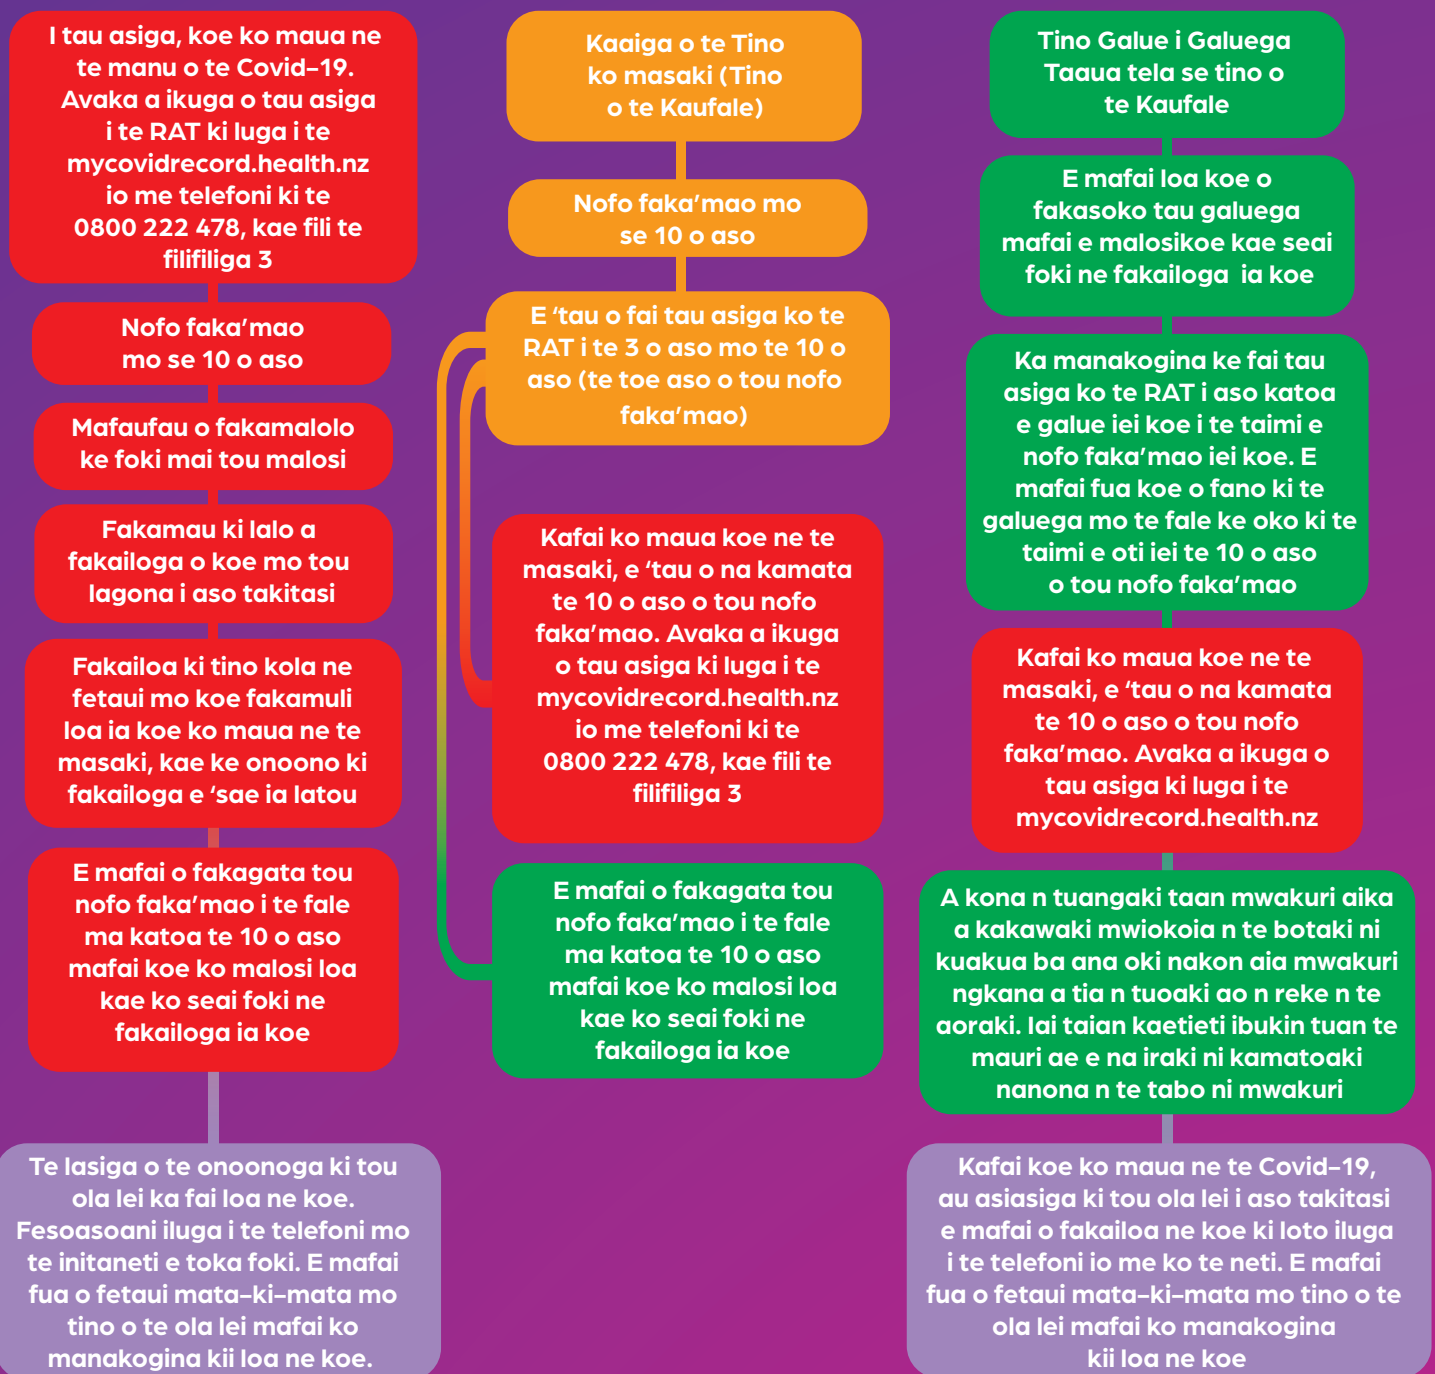 I tau asiga, koe ko maua ne
te manu o te Covid-19.
Avaka a ikuga o tau asiga
i te RAT ki luga i te
mycovidrecord.health.nz
io me telefoni ki te
0800 222 478, kae fili te
filifiliga 3
Nofo faka'mao
mo se 10 o aso
Mafaufau o fakamalolo
ke foki mai tou malosi
Fakamau ki lalo a
fakailoga o koe mo tou
lagona i aso takitasi
Fakailoa ki tino kola ne
fetaui mo koe fakamuli
loa ia koe ko maua ne te
masaki, kae ke onoono ki
fakailoga e 'sae ia latou
E mafai o fakagata tou
nofo faka'mao i te fale
ma katoa te 10 o aso
mafai koe ko malosi loa
kae ko seai foki ne
fakailoga ia koe
Te lasiga o te onoonoga ki tou
ola lei ka fai loa ne koe.
Fesoasoani iluga i te telefoni mo
te initaneti e toka foki. E mafai
fua o fetaui mata-ki-mata mo
tino o te ola lei mafai ko
manakogina kii loa ne koe.
Kaaiga o te Tino
ko masaki (Tino
o te Kaufale)
Nofo faka'mao mo
se 10 o aso
E 'tau o fai tau asiga ko te
RAT i te 3 o aso mo te 10 o
aso (te toe aso o tou nofo
faka'mao)
Kafai ko maua koe ne te
masaki, e 'tau o na kamata
te 10 o aso o tou nofo
faka'mao. Avaka a ikuga
o tau asiga ki luga i te
mycovidrecord.health.nz
io me telefoni ki te
0800 222 478, kae fili te
filifiliga 3
E mafai o fakagata tou
nofo faka'mao i te fale
ma katoa te 10 o aso
mafai koe ko malosi loa
kae ko seai foki ne
fakailoga ia koe
Tino Galue i Galuega
Taaua tela se tino o
te Kaufale
E mafai loa koe o
fakasoko tau galuega
mafai e malosikoe kae seai
foki ne fakailoga ia koe
Ka manakogina ke fai tau
asiga ko te RAT i aso katoa
e galue iei koe i te taimi e
nofo faka'mao iei koe. E
mafai fua koe o fano ki te
galuega mo te fale ke oko ki te
taimi e oti iei te 10 o aso
o tou nofo faka'mao
Kafai ko maua koe ne te
masaki, e 'tau o na kamata
te 10 o aso o tou nofo
faka'mao. Avaka a ikuga o
tau asiga ki luga i te
mycovidrecord.health.nz
A kona n tuangaki taan mwakuri aika
a kakawaki mwiokoia n te botaki ni
kuakua ba ana oki nakon aia mwakuri
ngkana a tia n tuoaki ao n reke n te
aoraki. Iai taian kaetieti ibukin tuan te
mauri ae e na iraki ni kamatoaki
nanona n te tabo ni mwakuri
Kafai koe ko maua ne te Covid-19,
au asiasiga ki tou ola lei i aso takitasi
e mafai o fakailoa ne koe ki loto iluga
i te telefoni io me ko te neti. E mafai
fua o fetaui mata-ki-mata mo tino o te
ola lei mafai ko manakogina
kii loa ne koe